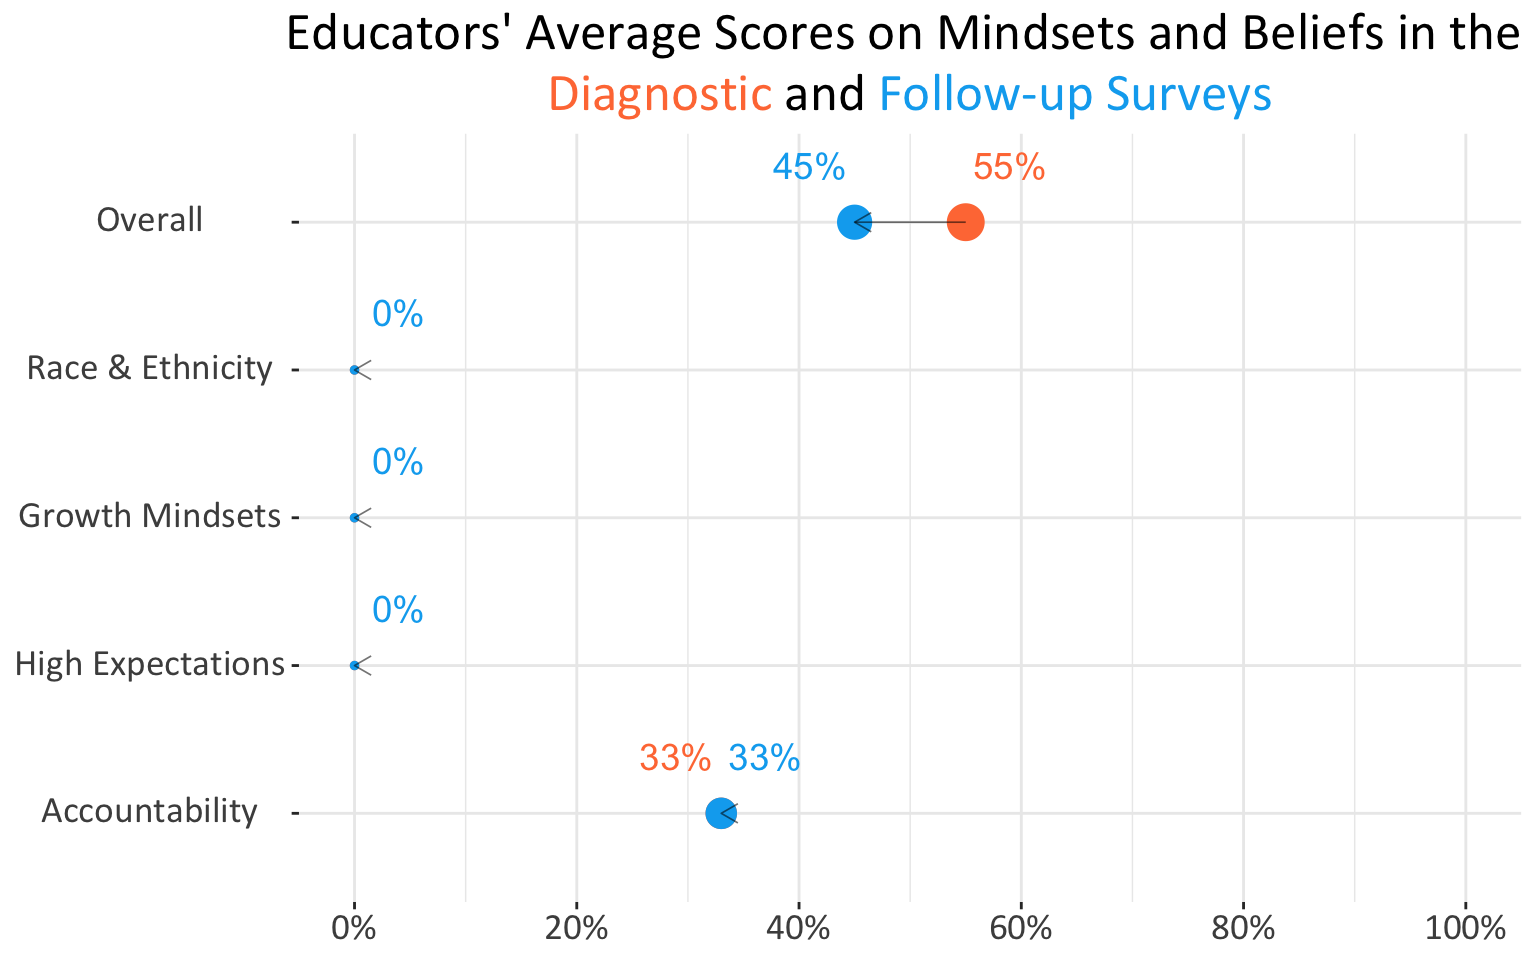 Educators' Average Scores on Mindsets and Beliefs in the
Diagnostic and Follow-up Surveys
45% 55%
Overall
0%
Race & Ethnicity
0%
Growth Mindsets
0%
High Expectations
33% 33%
Accountability
0% 20% 40% 60% 80% 100%